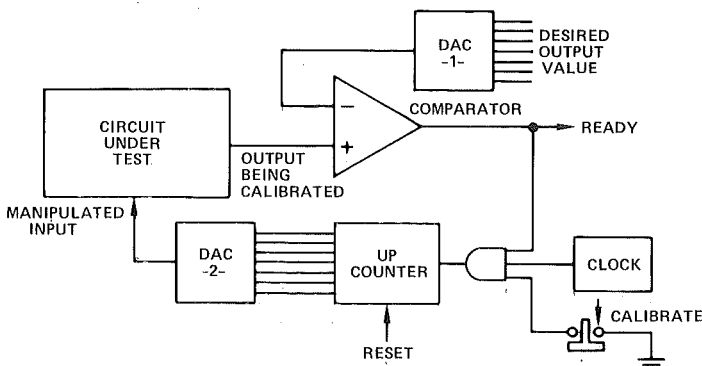 DAC
-1-
DESIRED
OUTPUT
VALUE
−
+
COMPARATOR
READY
CIRCUIT
UNDER
TEST
OUTPUT
BEING
CALIBRATED
MANIPULATED
INPUT
DAC
-2-
UP
COUNTER
CLOCK
CALIBRATE
RESET